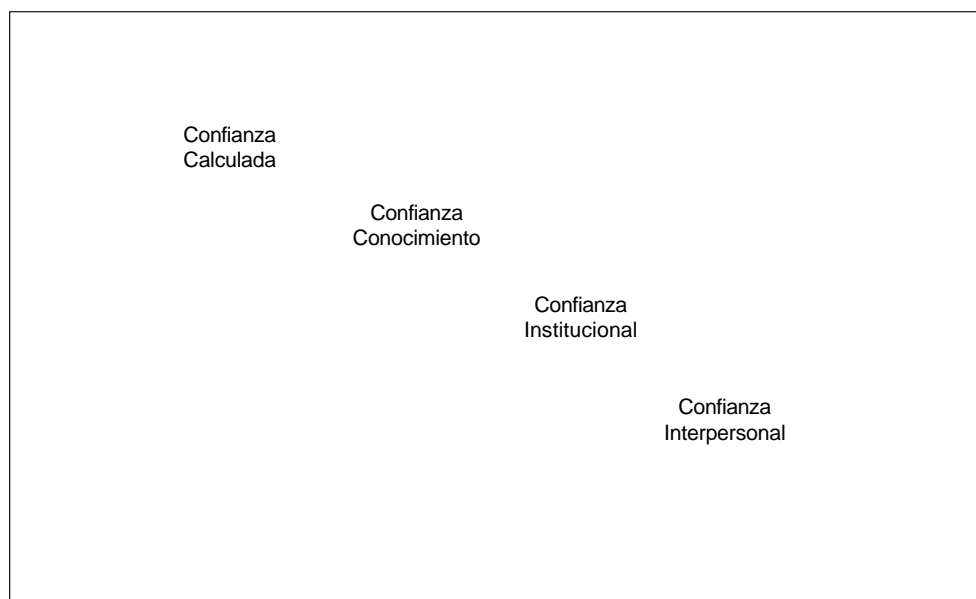 Confianza
Calculada
Confianza
Conocimiento
Confianza
Institucional
Confianza
Interpersonal